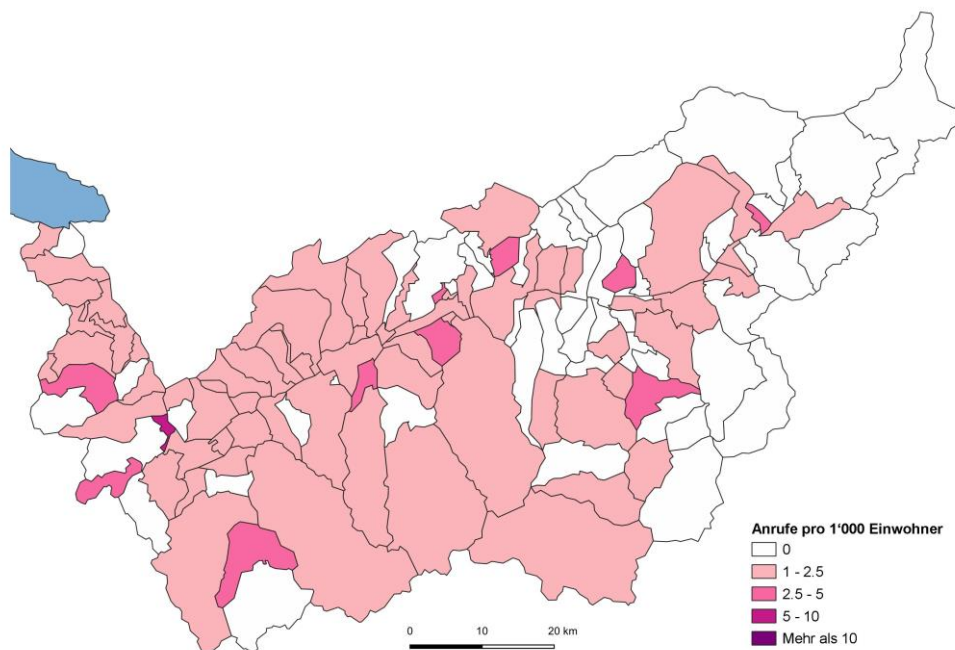 Anrufe pro 1'000 Einwohner
0
1 - 2.5
2.5 - 5
5 - 10
Mehr als 10
0 10 20 km